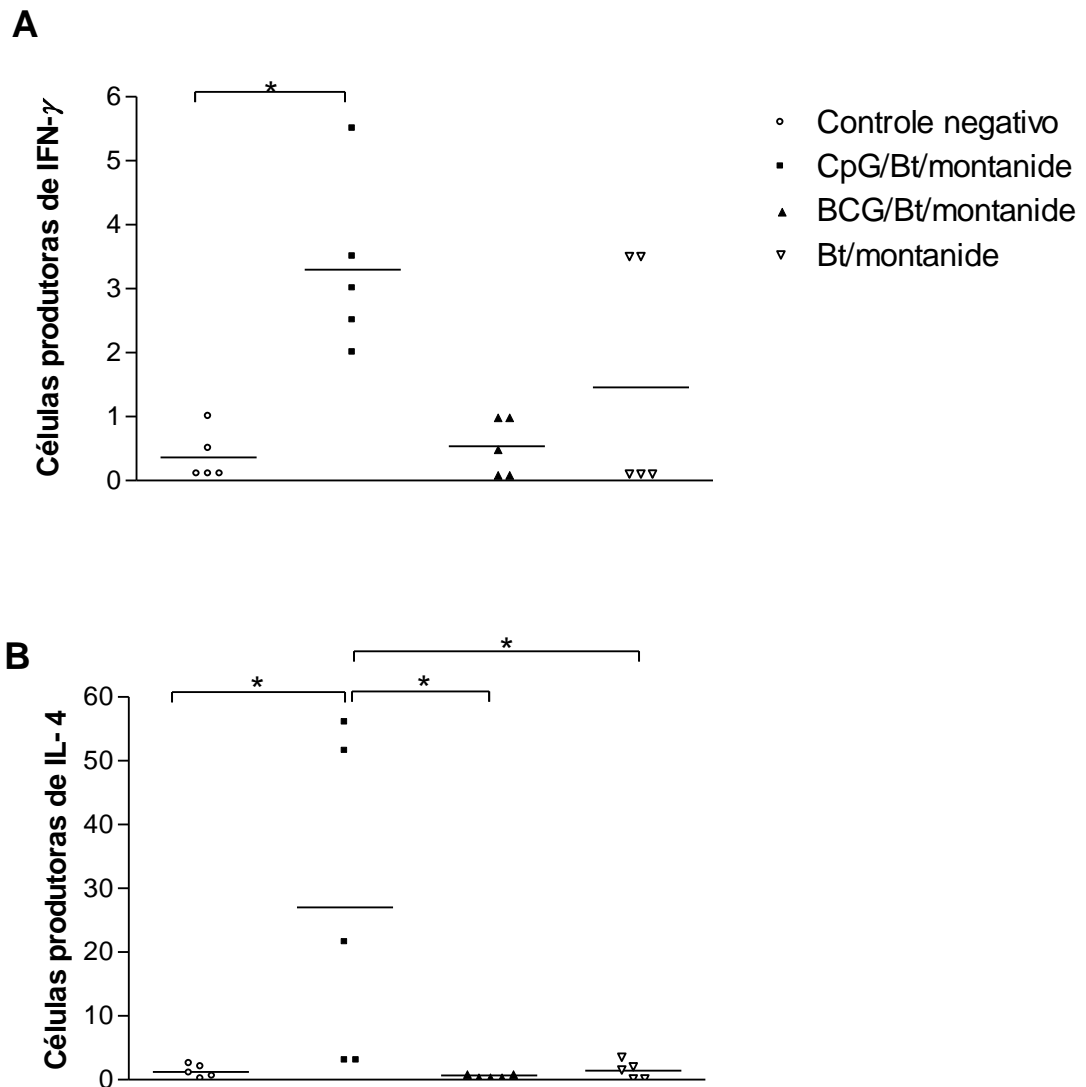 A
Células produtoras de IFN-γ
6
5
4
3
2
1
0
*
Controle negativo
CpG/Bt/montanide
BCG/Bt/montanide
Bt/montanide
B
Células produtoras de IL- 4
60
50
40
30
20
10
0
*
*
*